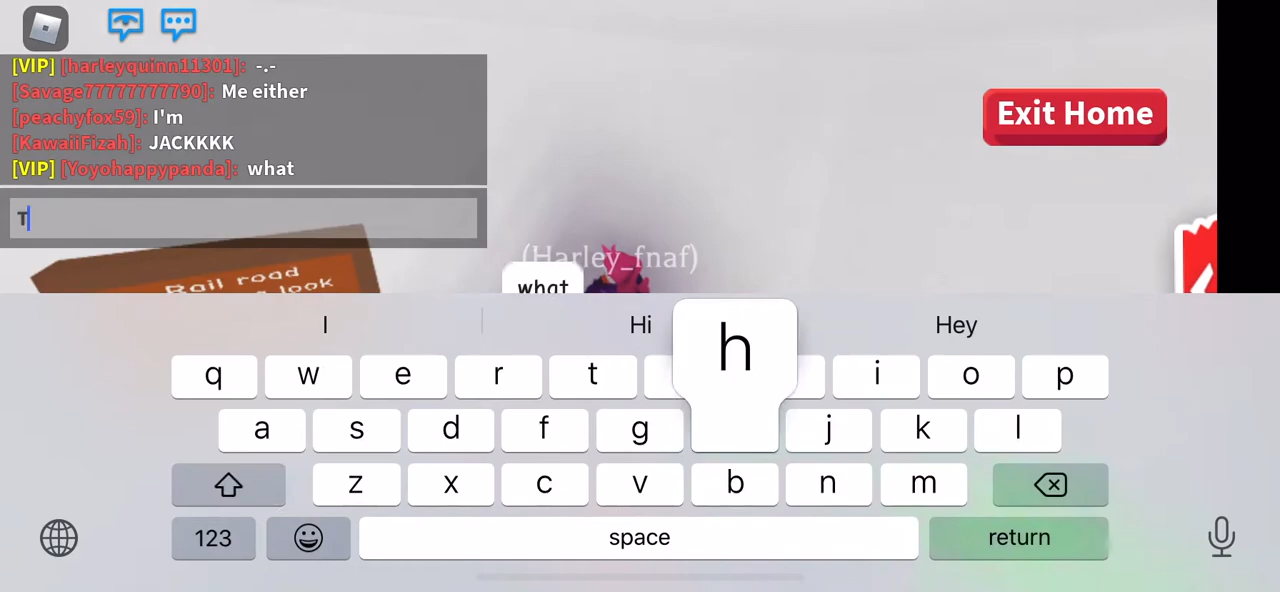 [VIP] [harleyquinn11301]: -.-
[Savage77777777790]: Me either
[peachyfox59]: I'm
[KawaiiFizah]: JACKKKK
[VIP] [Yoyohappypanda]: what
T
Exit Home
(Harley_fnaf)
what
Rail road
look
I Hi Hey
h
q w e r t i o p
a s d f g j k l
z x c v b n m
123 space return